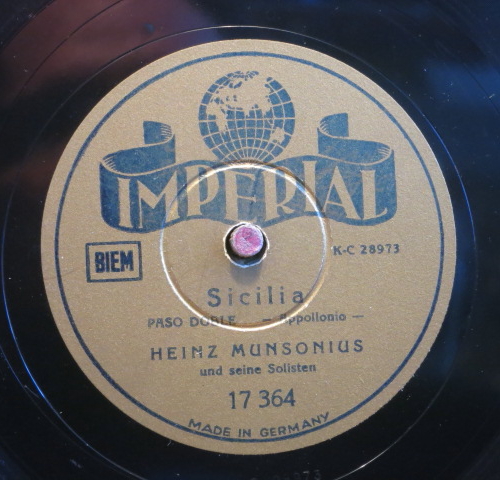 IMPERIAL
BIEM
K-C 28973
Sicilia
PASO DOBLE — Appollonio —
HEINZ MUNSONIUS
und seine Solisten
17 364
MADE IN GERMANY